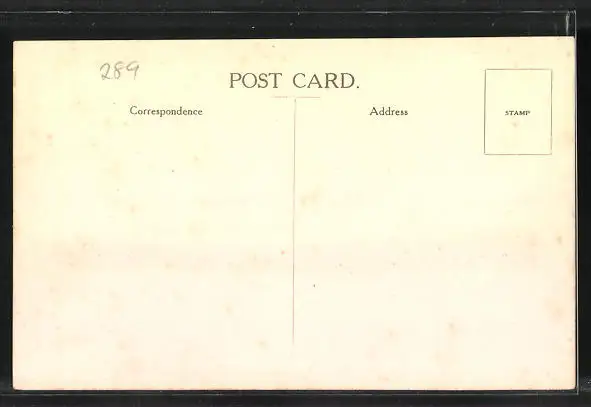 289
POST CARD.
Correspondence
Address
STAMP